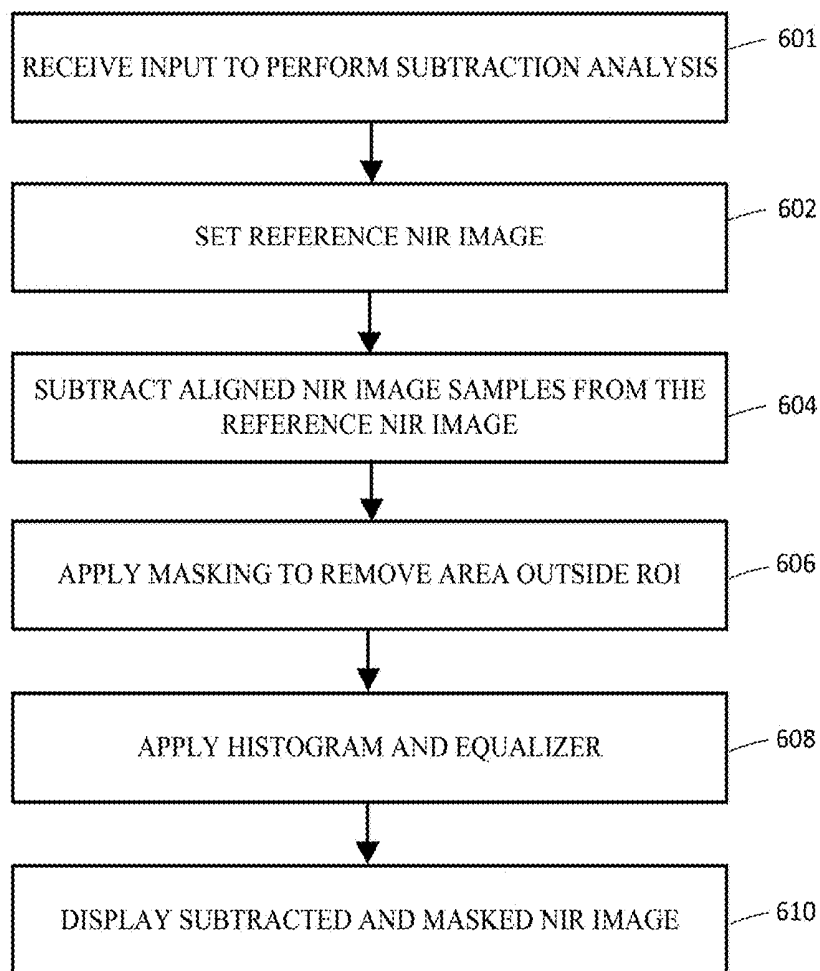 RECEIVE INPUT TO PERFORM SUBTRACTION ANALYSIS
601
SET REFERENCE NIR IMAGE
602
SUBTRACT ALIGNED NIR IMAGE SAMPLES FROM THE
REFERENCE NIR IMAGE
604
APPLY MASKING TO REMOVE AREA OUTSIDE ROI
606
APPLY HISTOGRAM AND EQUALIZER
608
DISPLAY SUBTRACTED AND MASKED NIR IMAGE
610